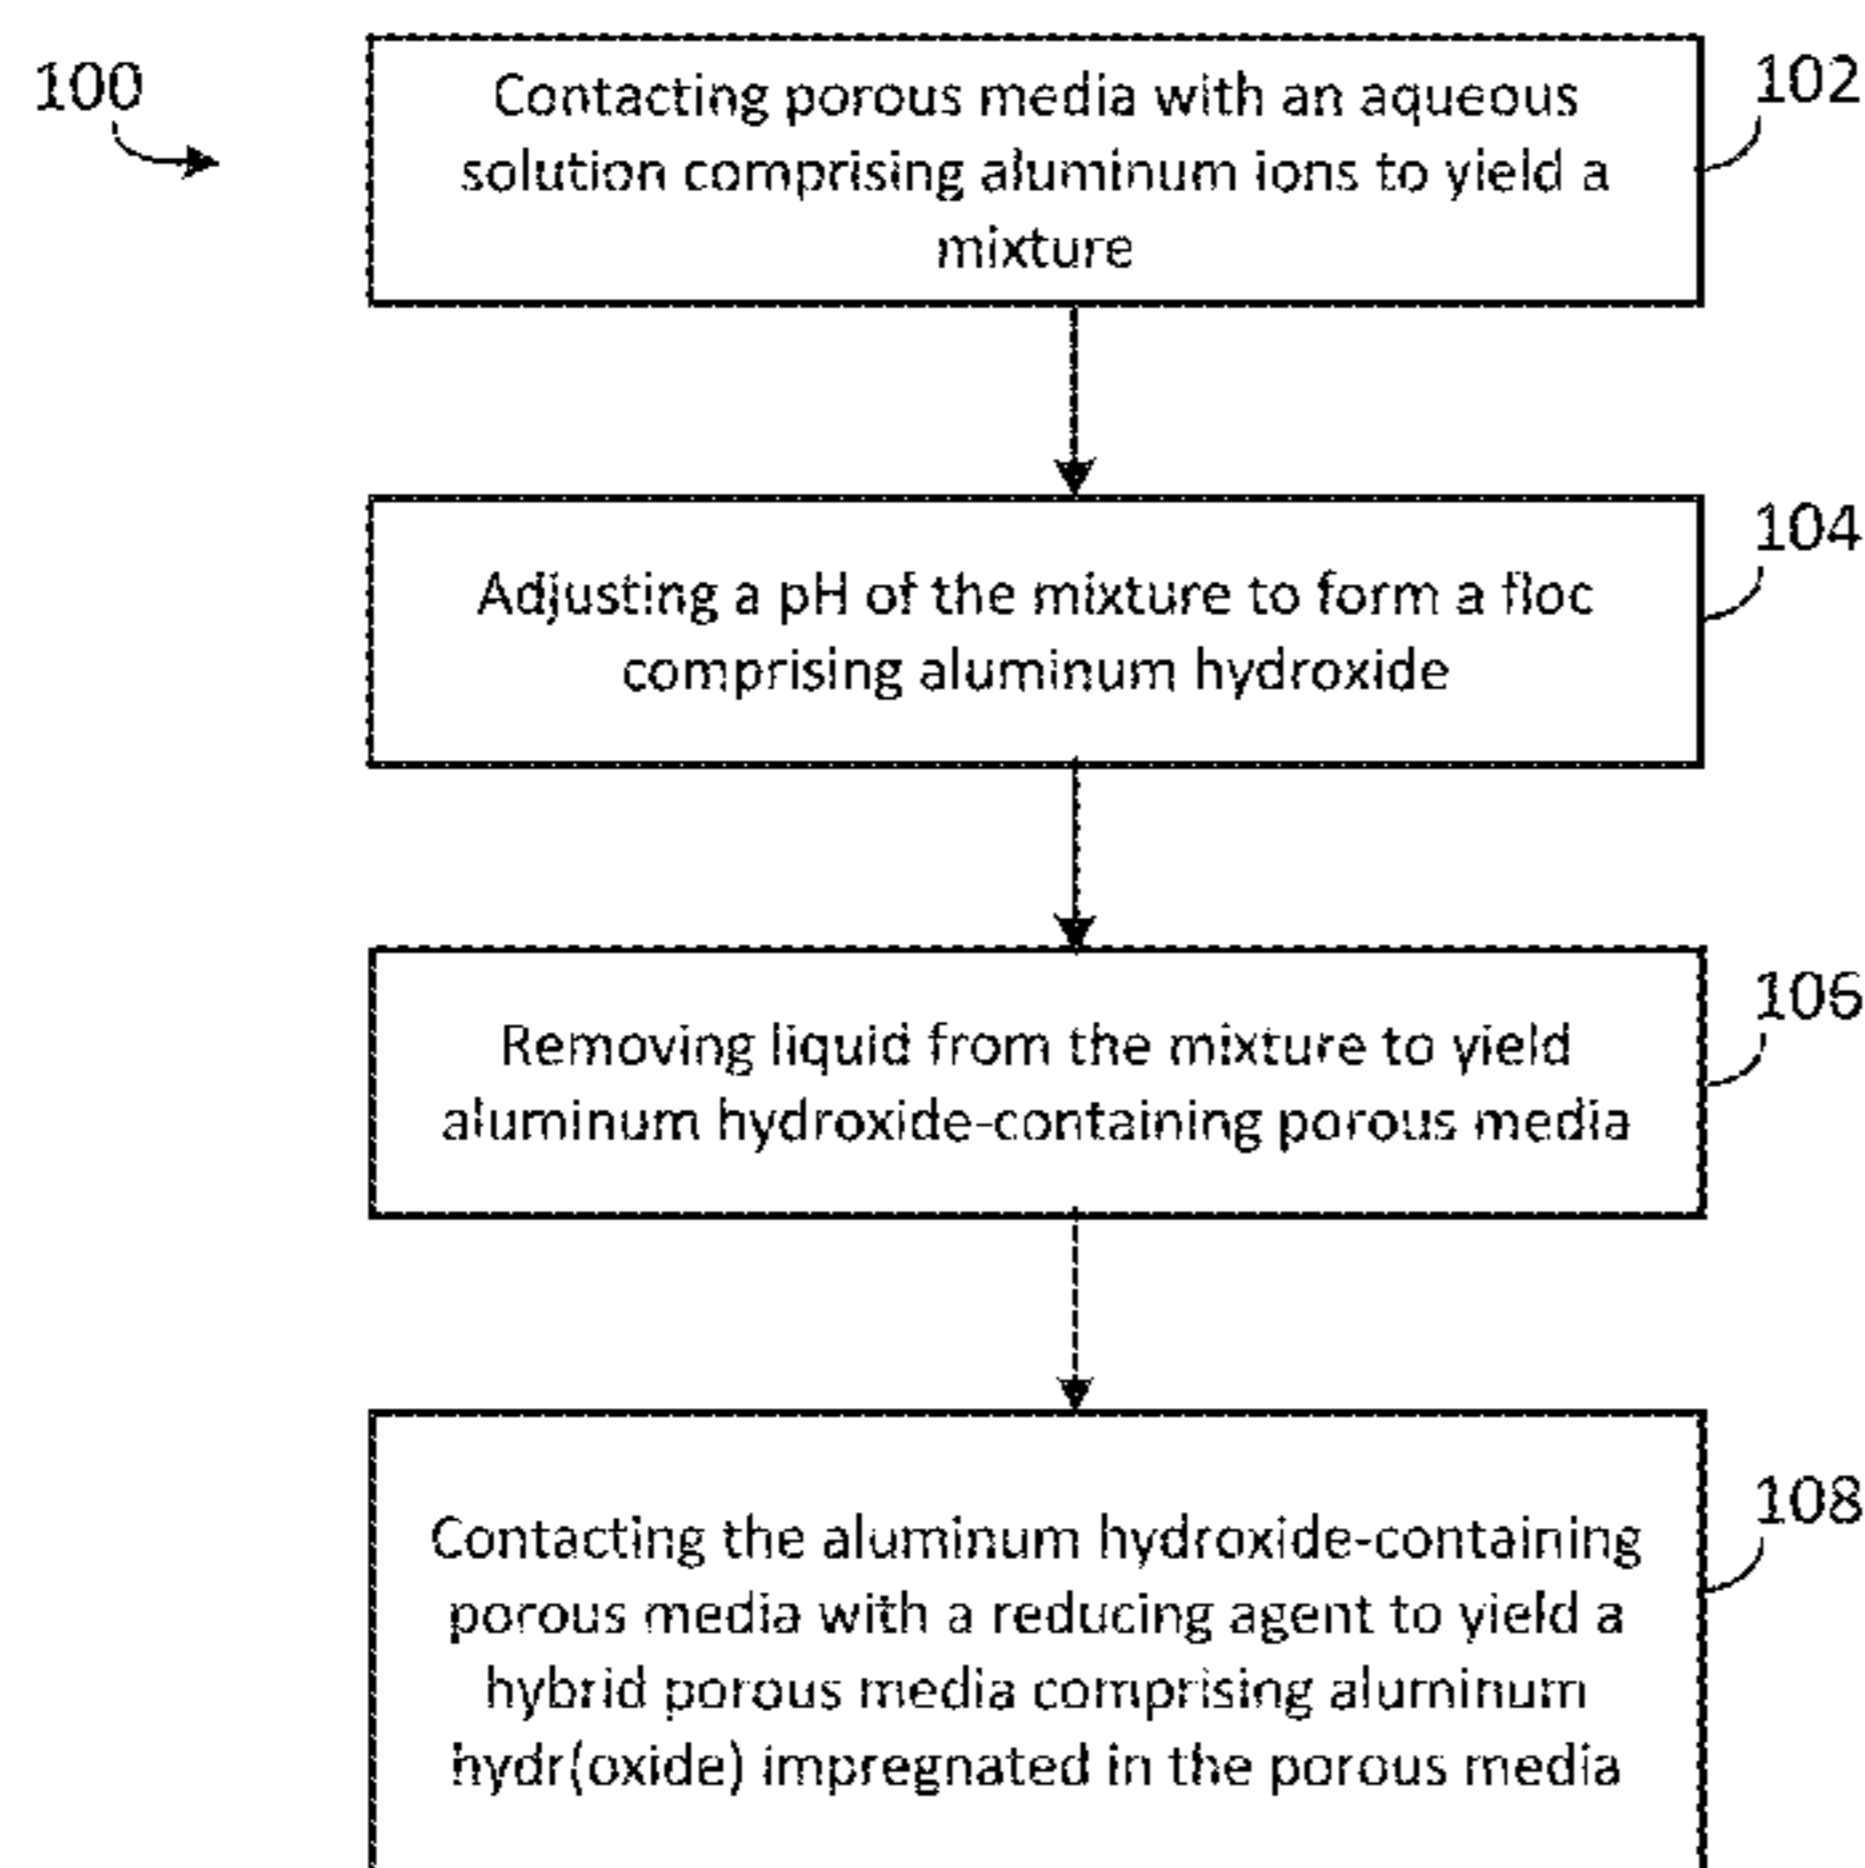 100
Contacting porous media with an aqueous
solution comprising aluminum ions to yield a
mixture
102
Adjusting a pH of the mixture to form a floc
comprising aluminum hydroxide
104
Removing liquid from the mixture to yield
aluminum hydroxide-containing porous media
106
Contacting the aluminum hydroxide-containing
porous media with a reducing agent to yield a
hybrid porous media comprising aluminum
hydr(oxide) impregnated in the porous media
108